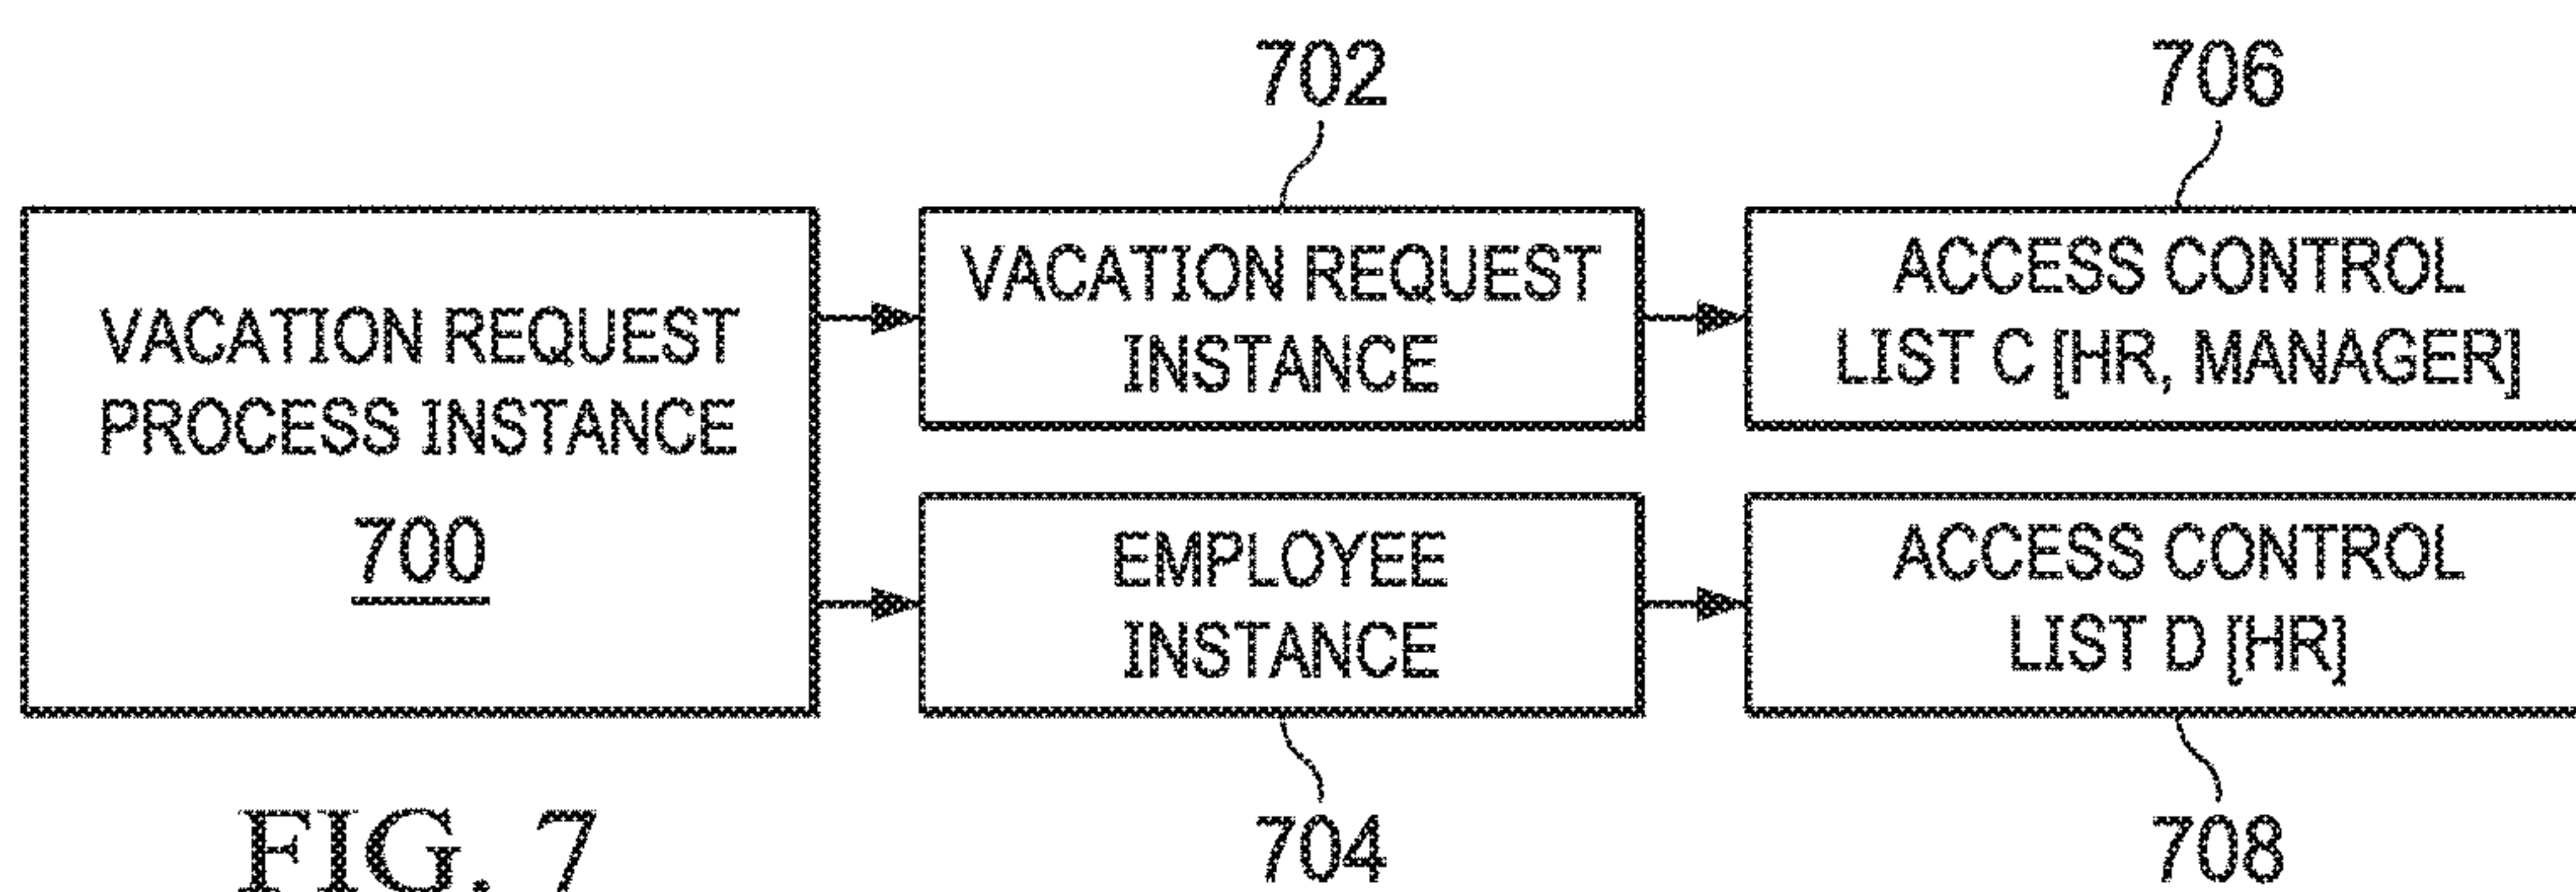 702
706
VACATION REQUEST
PROCESS INSTANCE
700
VACATION REQUEST
INSTANCE
ACCESS CONTROL
LIST C [HR, MANAGER]
EMPLOYEE
INSTANCE
ACCESS CONTROL
LIST D [HR]
704
708
FIG. 7